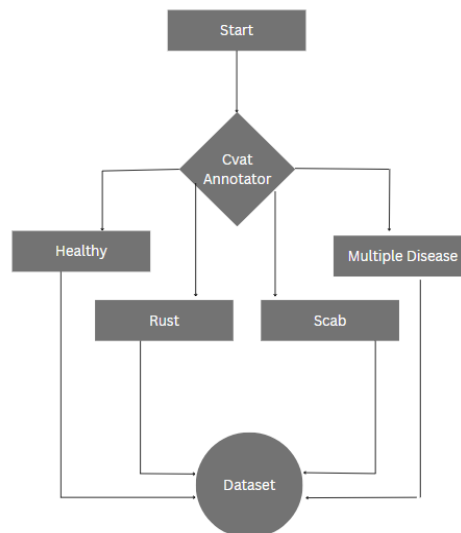 Start
Cvat
Annotator
Healthy
Multiple Disease
Rust
Scab
Dataset